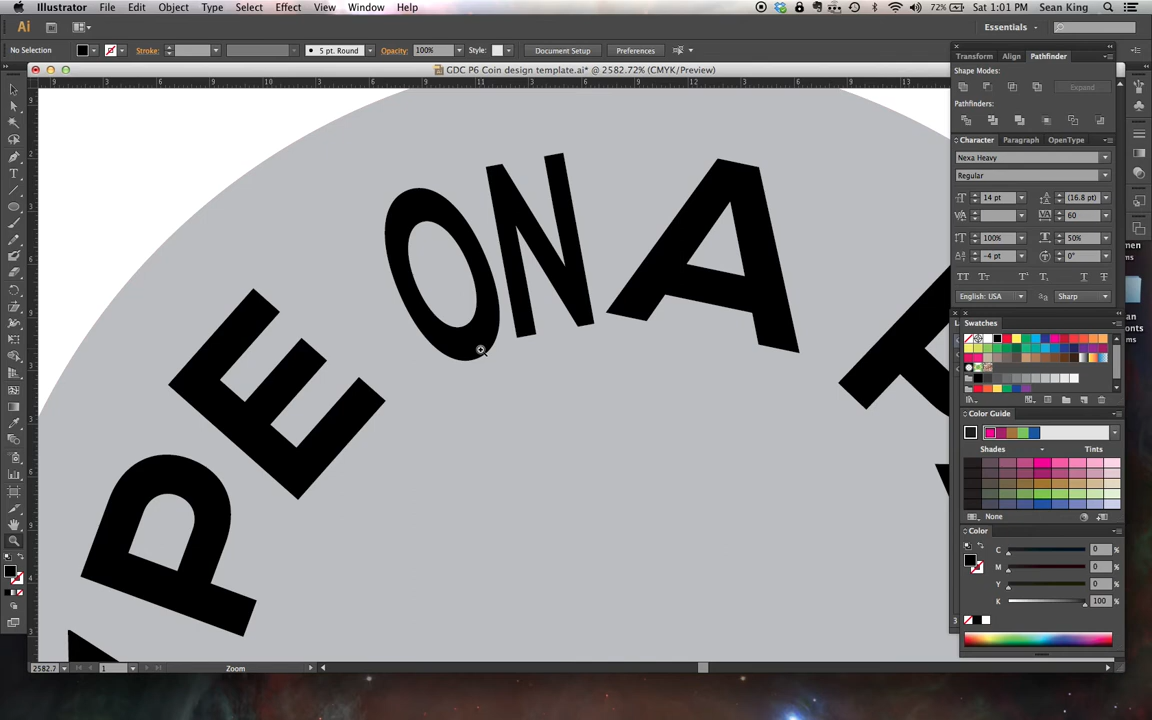 Illustrator File Edit Object Type Select Effect View Window Help 72% Sat 1:01 PM Sean King
Ai Essentials
No Selection Stroke: 5 pt. Round Opacity: 100% Style: Document Setup Preferences
GDC P6 Coin design template.ai* @ 2582.72% (CMYK/Preview)
Transform Align Pathfinder
Shape Modes:
Expand
Pathfinders:
Character Paragraph OpenType
Nexa Heavy
Regular
14 pt (16.8 pt)
60
100% 50%
-4 pt 0°
English: USA Sharp
Swatches
Color Guide
Shades Tints
None
Color
C 0 %
M 0 %
Y 0 %
K 100 %
PE ON A
2582.7 1 Zoom